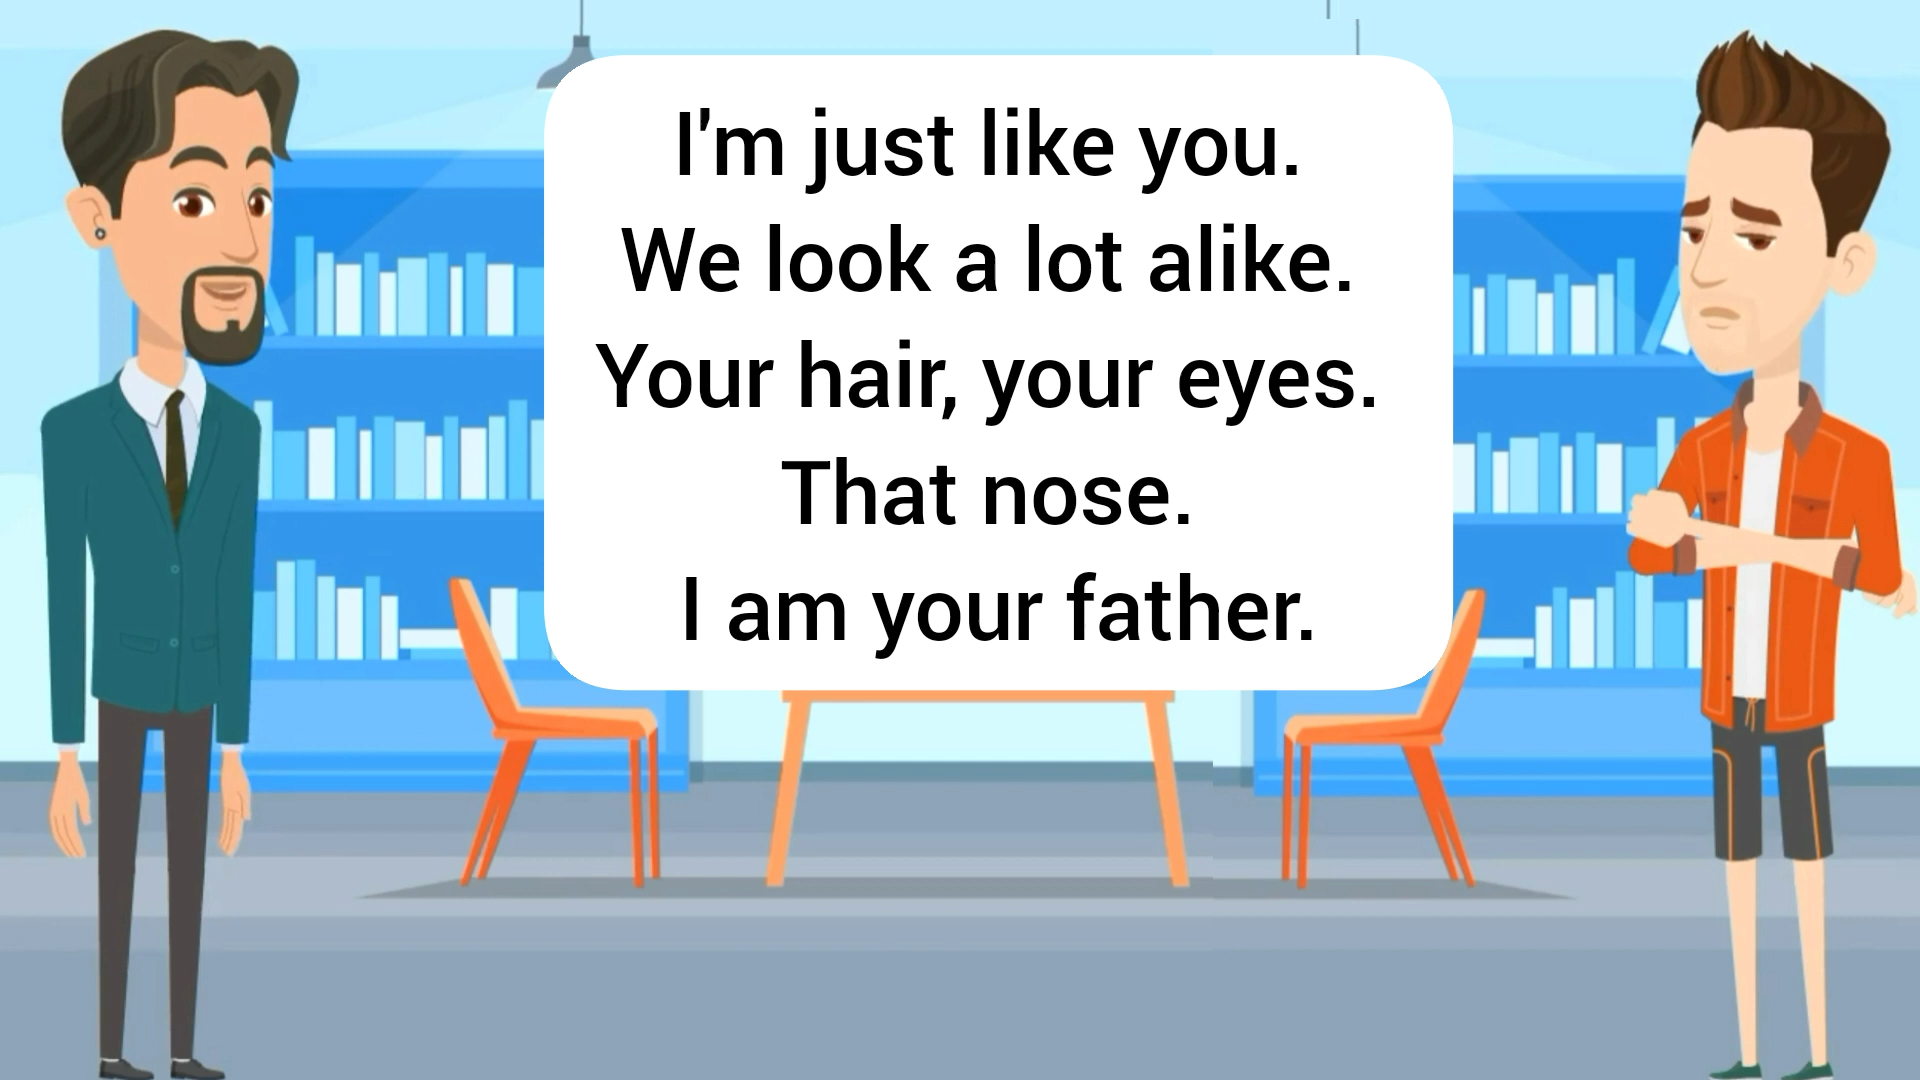 I'm just like you.
We look a lot alike.
Your hair, your eyes.
That nose.
I am your father.